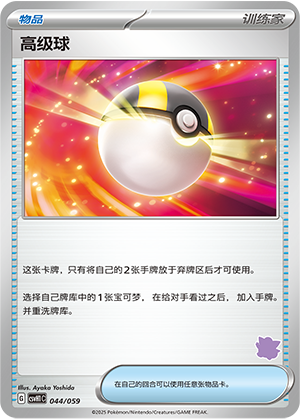 物品
训练家
高级球
这张卡牌，只有将自己的2张手牌放于弃牌区后才可使用。
选择自己牌库中的1张宝可梦，在给对手看过之后，加入手牌。
并重洗牌库。
Illus. Ayaka Yoshida
G CSVH1 C 044/059
在自己的回合可以使用任意张物品卡。
©2025 Pokémon/Nintendo/Creatures/GAME FREAK.